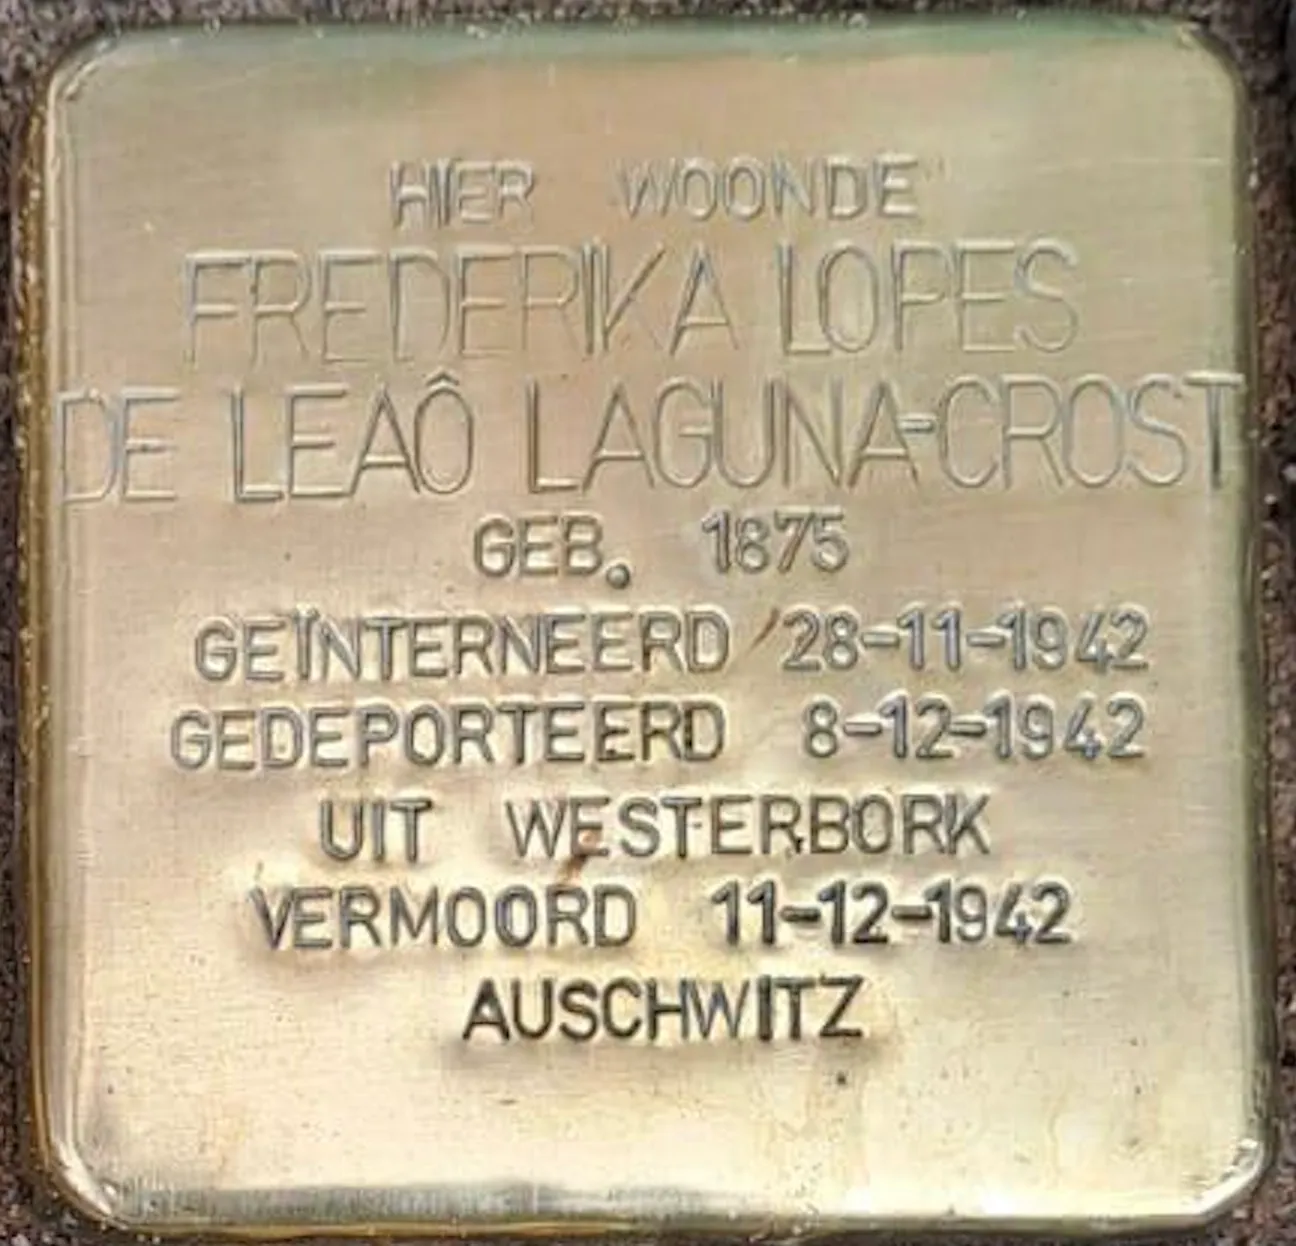 HIER WOONDE
FREDERIKA LOPES
DE LEAÔ LAGUNA-CROST
GEB. 1875
GEÏNTERNEERD 28-11-1942
GEDEPORTEERD 8-12-1942
UIT WESTERBORK
VERMOORD 11-12-1942
AUSCHWITZ